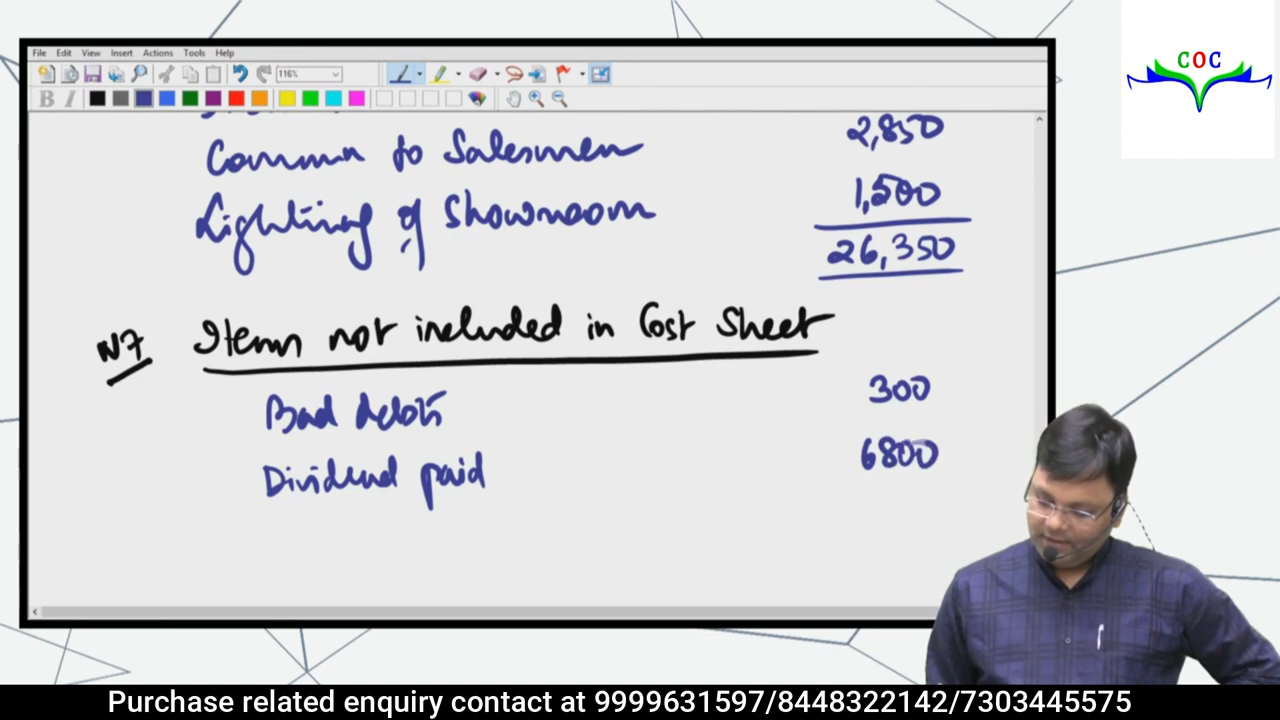 COC
File Edit View Insert Actions Tools Help
116%
B I
2,850
Commn to Salesmen
1,500
Lighting of Showroom
26,350
N7 Items not included in Cost Sheet
Bad debts 300
Dividend paid 6800
Purchase related enquiry contact at 9999631597/8448322142/7303445575